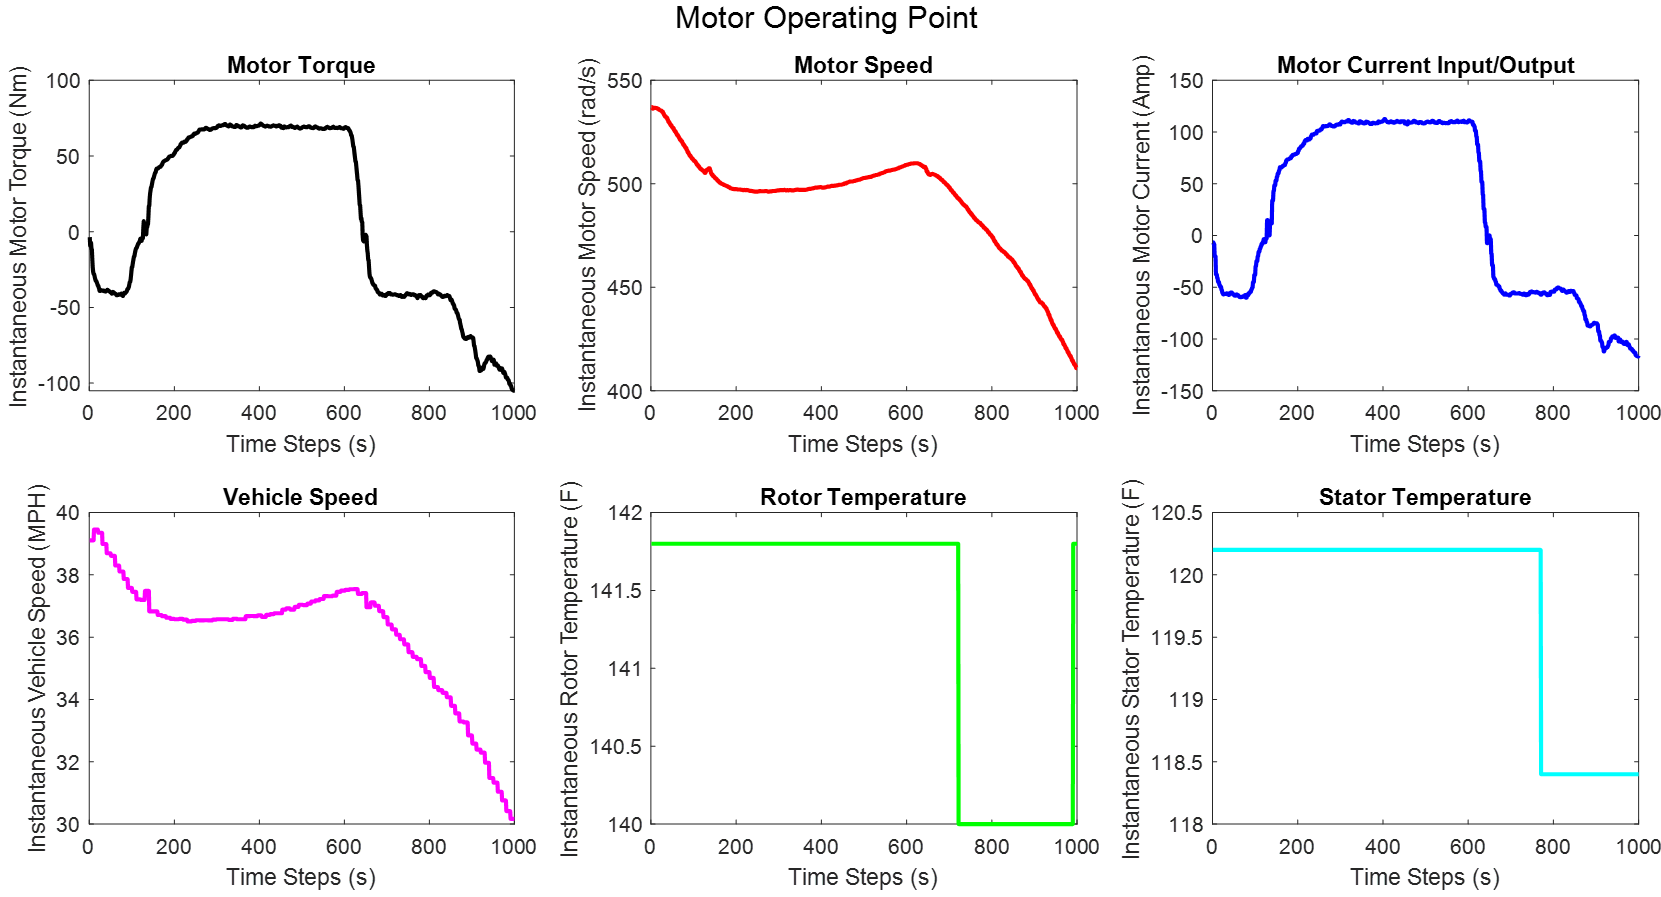 Motor Operating Point
Motor Torque
Instantaneous Motor Torque (Nm)
100
50
0
-50
-100
0 200 400 600 800 1000
Time Steps (s)
Motor Speed
Instantaneous Motor Speed (rad/s)
550
500
450
400
0 200 400 600 800 1000
Time Steps (s)
Motor Current Input/Output
Instantaneous Motor Current (Amp)
150
100
50
0
-50
-100
-150
0 200 400 600 800 1000
Time Steps (s)
Vehicle Speed
Instantaneous Vehicle Speed (MPH)
40
38
36
34
32
30
0 200 400 600 800 1000
Time Steps (s)
Rotor Temperature
Instantaneous Rotor Temperature (F)
142
141.5
141
140.5
140
0 200 400 600 800 1000
Time Steps (s)
Stator Temperature
Instantaneous Stator Temperature (F)
120.5
120
119.5
119
118.5
118
0 200 400 600 800 1000
Time Steps (s)